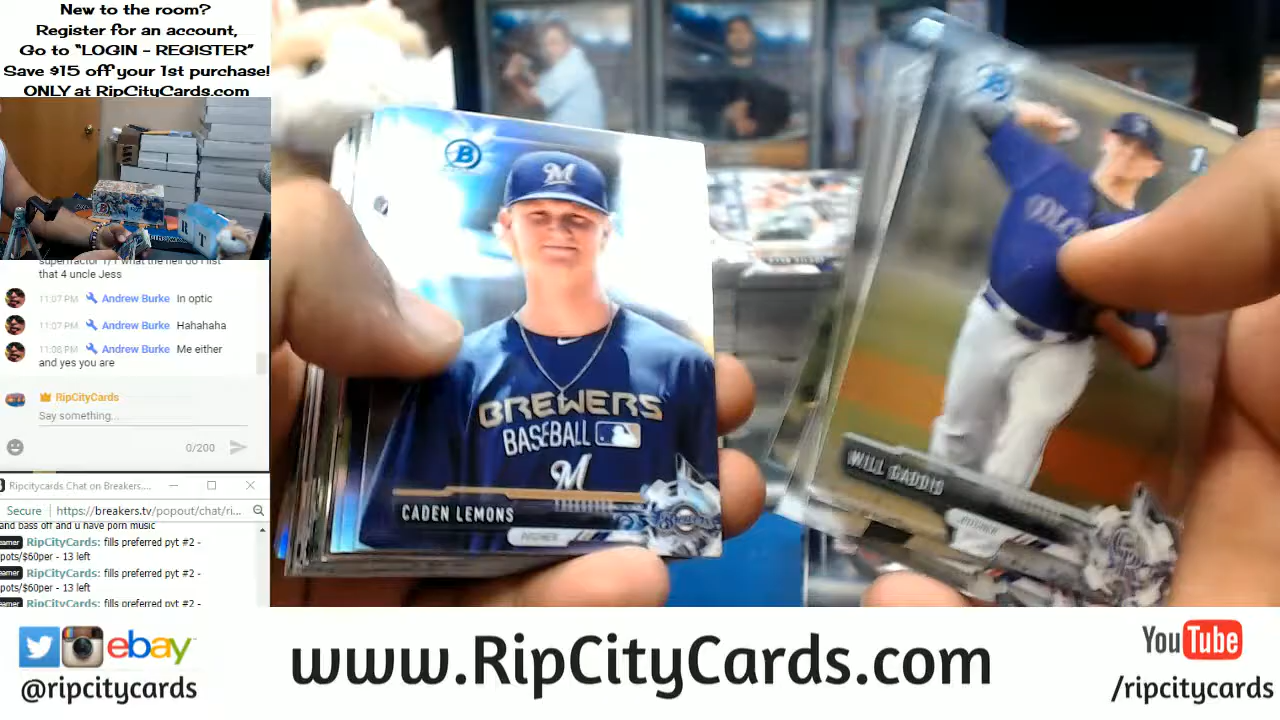 New to the room?
Register for an account,
Go to "LOGIN - REGISTER"
Save $15 off your 1st purchase!
ONLY at RipCityCards.com
that 4 uncle Jess
11:07 PM Andrew Burke In optic
11:07 PM Andrew Burke Hahahaha
11:08 PM Andrew Burke Me either
and yes you are
RipCityCards
Say something...
0/200
Ripcitycards Chat on Breakers....
Secure https://breakers.tv/popout/chat/ri...
and bass off and u have porn music
RipCityCards: fills preferred pyt #2 -
pots/$60per - 13 left
RipCityCards: fills preferred pyt #2 -
pots/$60per - 13 left
RipCityCards: fills preferred pyt #2 -
B
M
BREWERS
BASEBALL
M
CADEN LEMONS
PITCHER
WILL GADDIS
PITCHER
R T
ebay
@ripcitycards
www.RipCityCards.com
YouTube
/ripcitycards